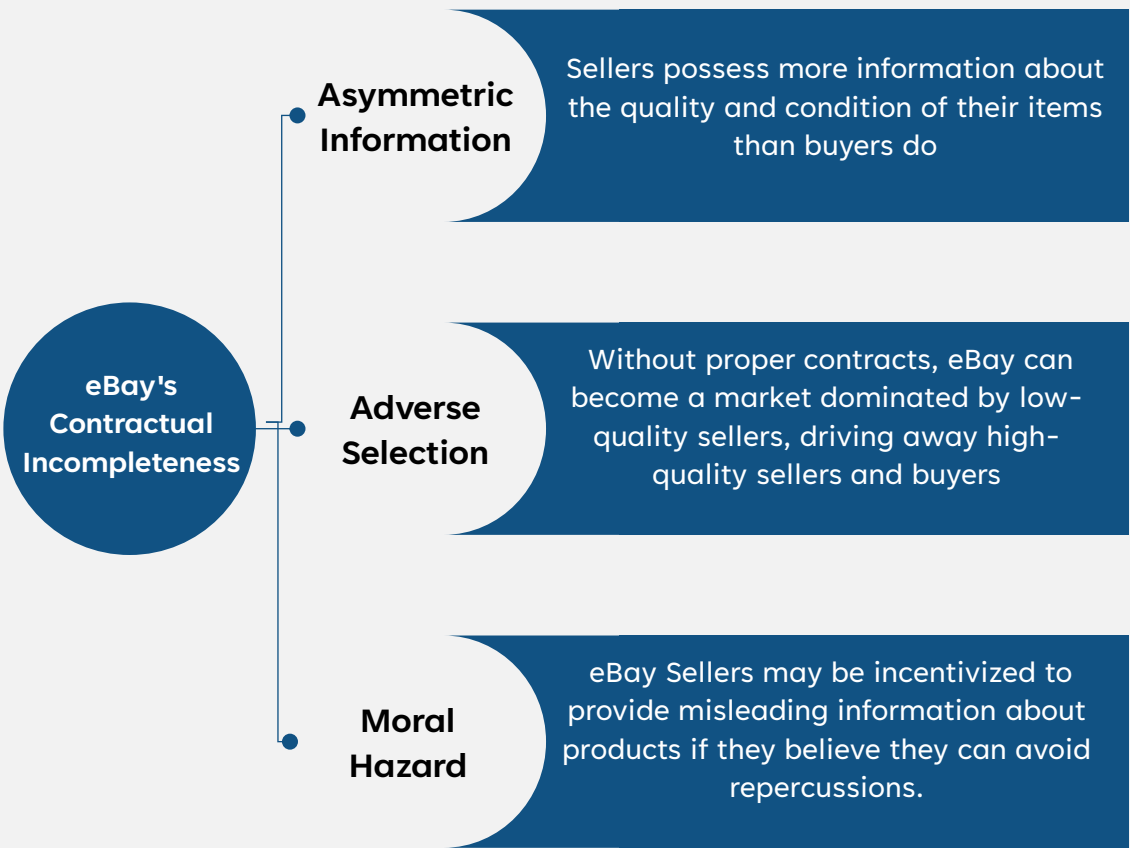 Asymmetric
Information
Sellers possess more information about
the quality and condition of their items
than buyers do
eBay's
Contractual
Incompleteness
Adverse
Selection
Without proper contracts, eBay can
become a market dominated by low-
quality sellers, driving away high-
quality sellers and buyers
Moral
Hazard
eBay Sellers may be incentivized to
provide misleading information about
products if they believe they can avoid
repercussions.